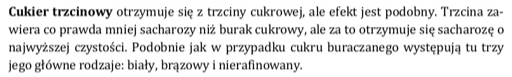 Cukier trzcinowy otrzymuje się z trzciny cukrowej, ale efekt jest podobny. Trzcina za-
wiera co prawda mniej sacharozy niż burak cukrowy, ale za to otrzymuje się sacharozę o
najwyższej czystości. Podobnie jak w przypadku cukru buraczanego występują tu trzy
jego główne rodzaje: biały, brązowy i nierafinowany.